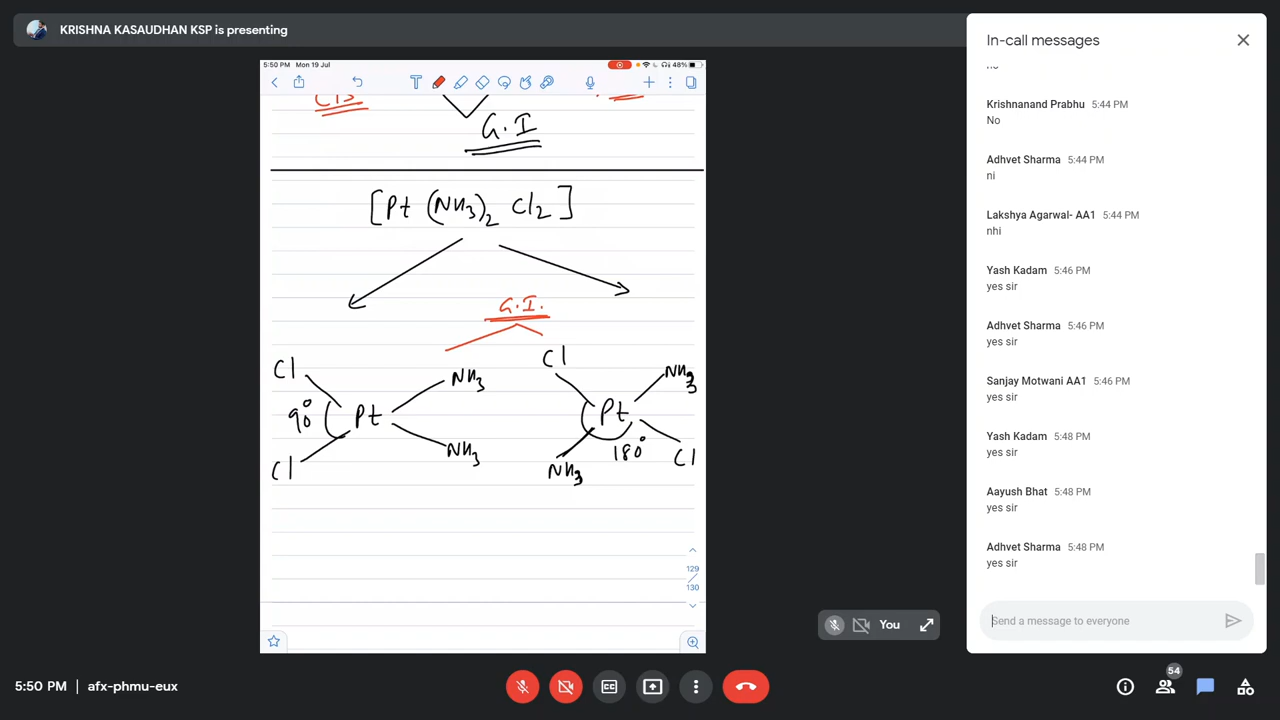 KRISHNA KASAUDHAN KSP is presenting
5:50 PM Mon 19 Jul
48%
T
Cis
G.I
[Pt (NH3)2 Cl2]
G.I.
Cl
NH3
90°
Pt
Cl
NH3
Cl
NH3
Pt
180°
NH3
Cl
129
130
You
In-call messages
no
Krishnanand Prabhu 5:44 PM
No
Adhvet Sharma 5:44 PM
ni
Lakshya Agarwal- AA1 5:44 PM
nhi
Yash Kadam 5:46 PM
yes sir
Adhvet Sharma 5:46 PM
yes sir
Sanjay Motwani AA1 5:46 PM
yes sir
Yash Kadam 5:48 PM
yes sir
Aayush Bhat 5:48 PM
yes sir
Adhvet Sharma 5:48 PM
yes sir
Send a message to everyone
5:50 PM | afx-phmu-eux
CC
54